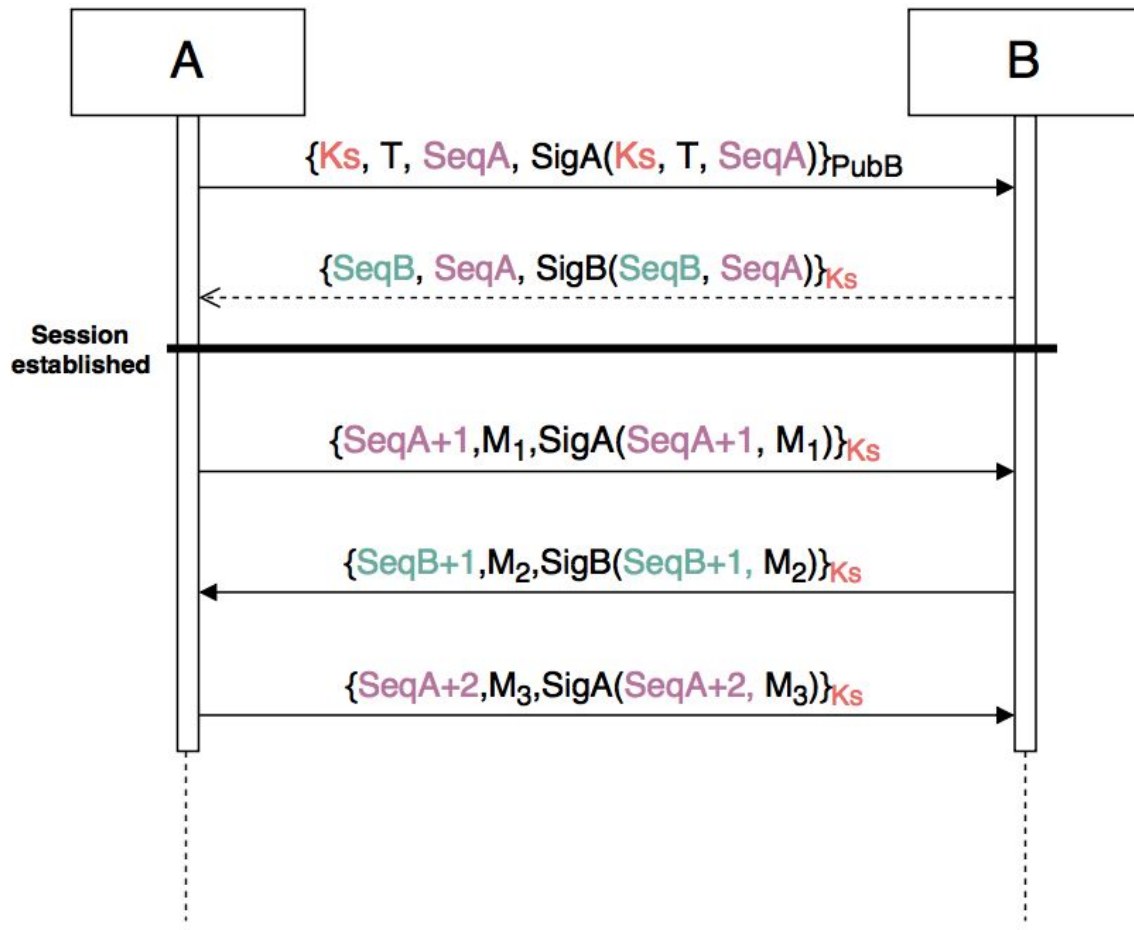 A
B
{Ks, T, SeqA, SigA(Ks, T, SeqA)}PubB
{SeqB, SeqA, SigB(SeqB, SeqA)}Ks
Session
established
{SeqA+1,M1,SigA(SeqA+1, M1)}Ks
{SeqB+1,M2,SigB(SeqB+1, M2)}Ks
{SeqA+2,M3,SigA(SeqA+2, M3)}Ks